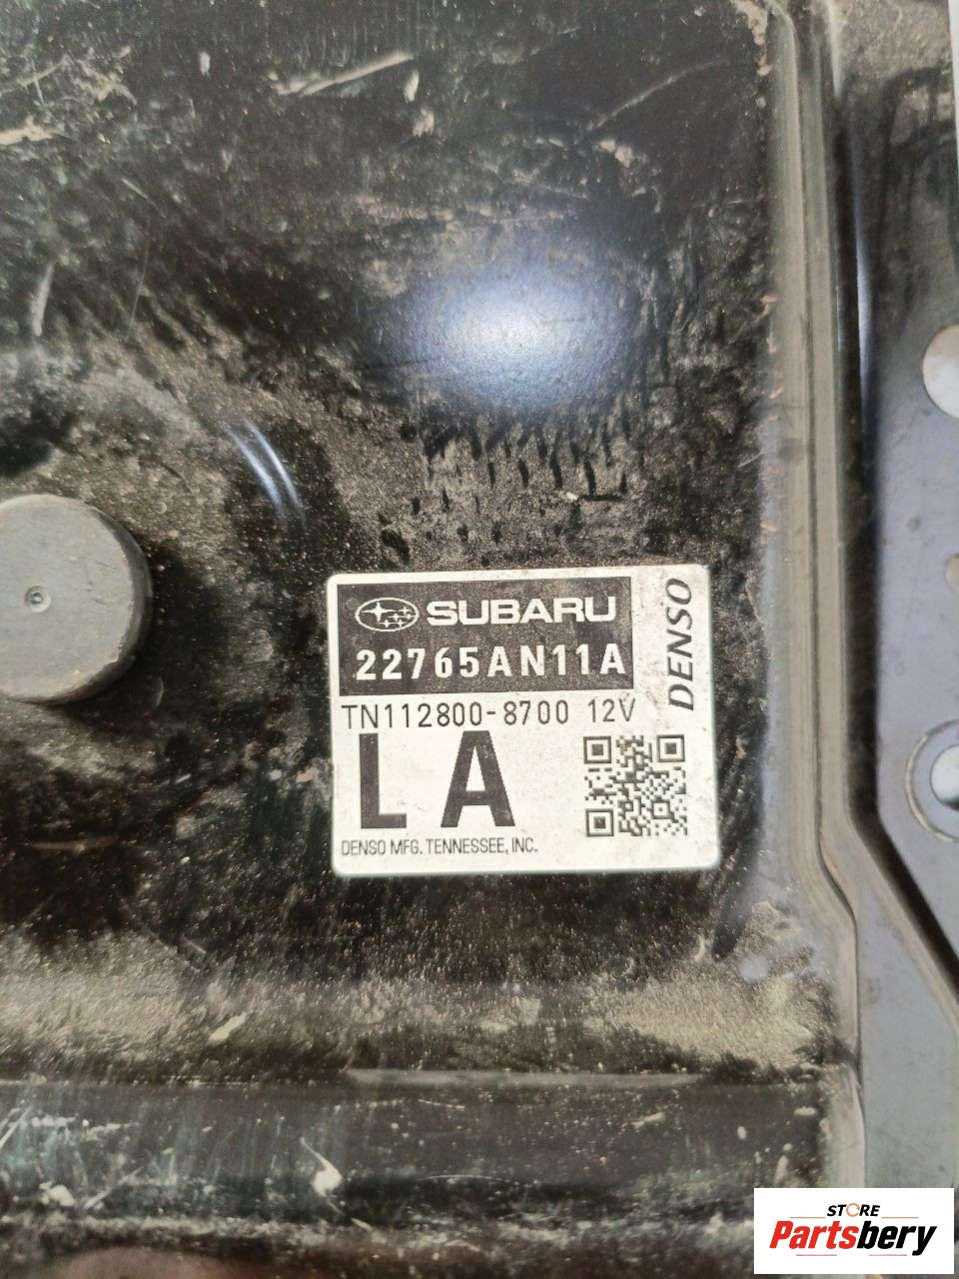 SUBARU
22765AN11A
DENSO
TN112800-8700 12V
LA
DENSO MFG. TENNESSEE, INC.
STORE
Partsbery